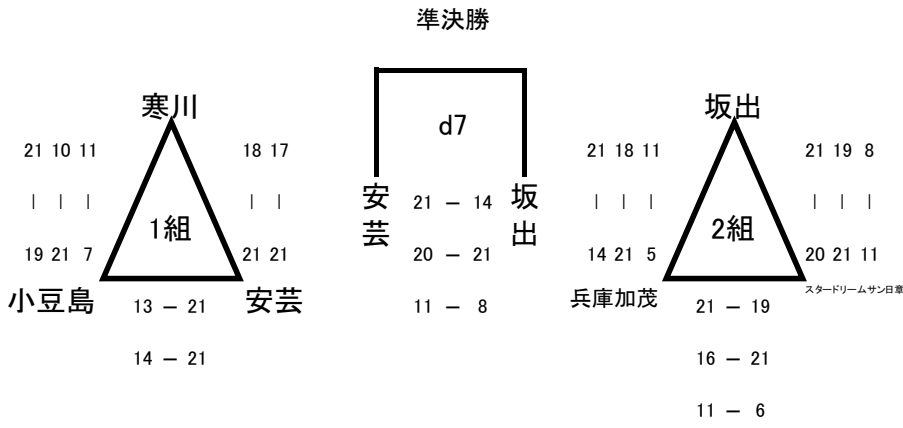 準決勝
寒川
d7
坂出
21 10 11
18 17
21 18 11
21 19 8
| | |
| |
| | |
| | |
安芸
21 － 14
坂出
1組
2組
20 － 21
19 21 7
21 21
14 21 5
20 21 11
小豆島
13 － 21
安芸
11 － 8
兵庫加茂
21 － 19
スタードリームサン日章
14 － 21
16 － 21
11 － 6